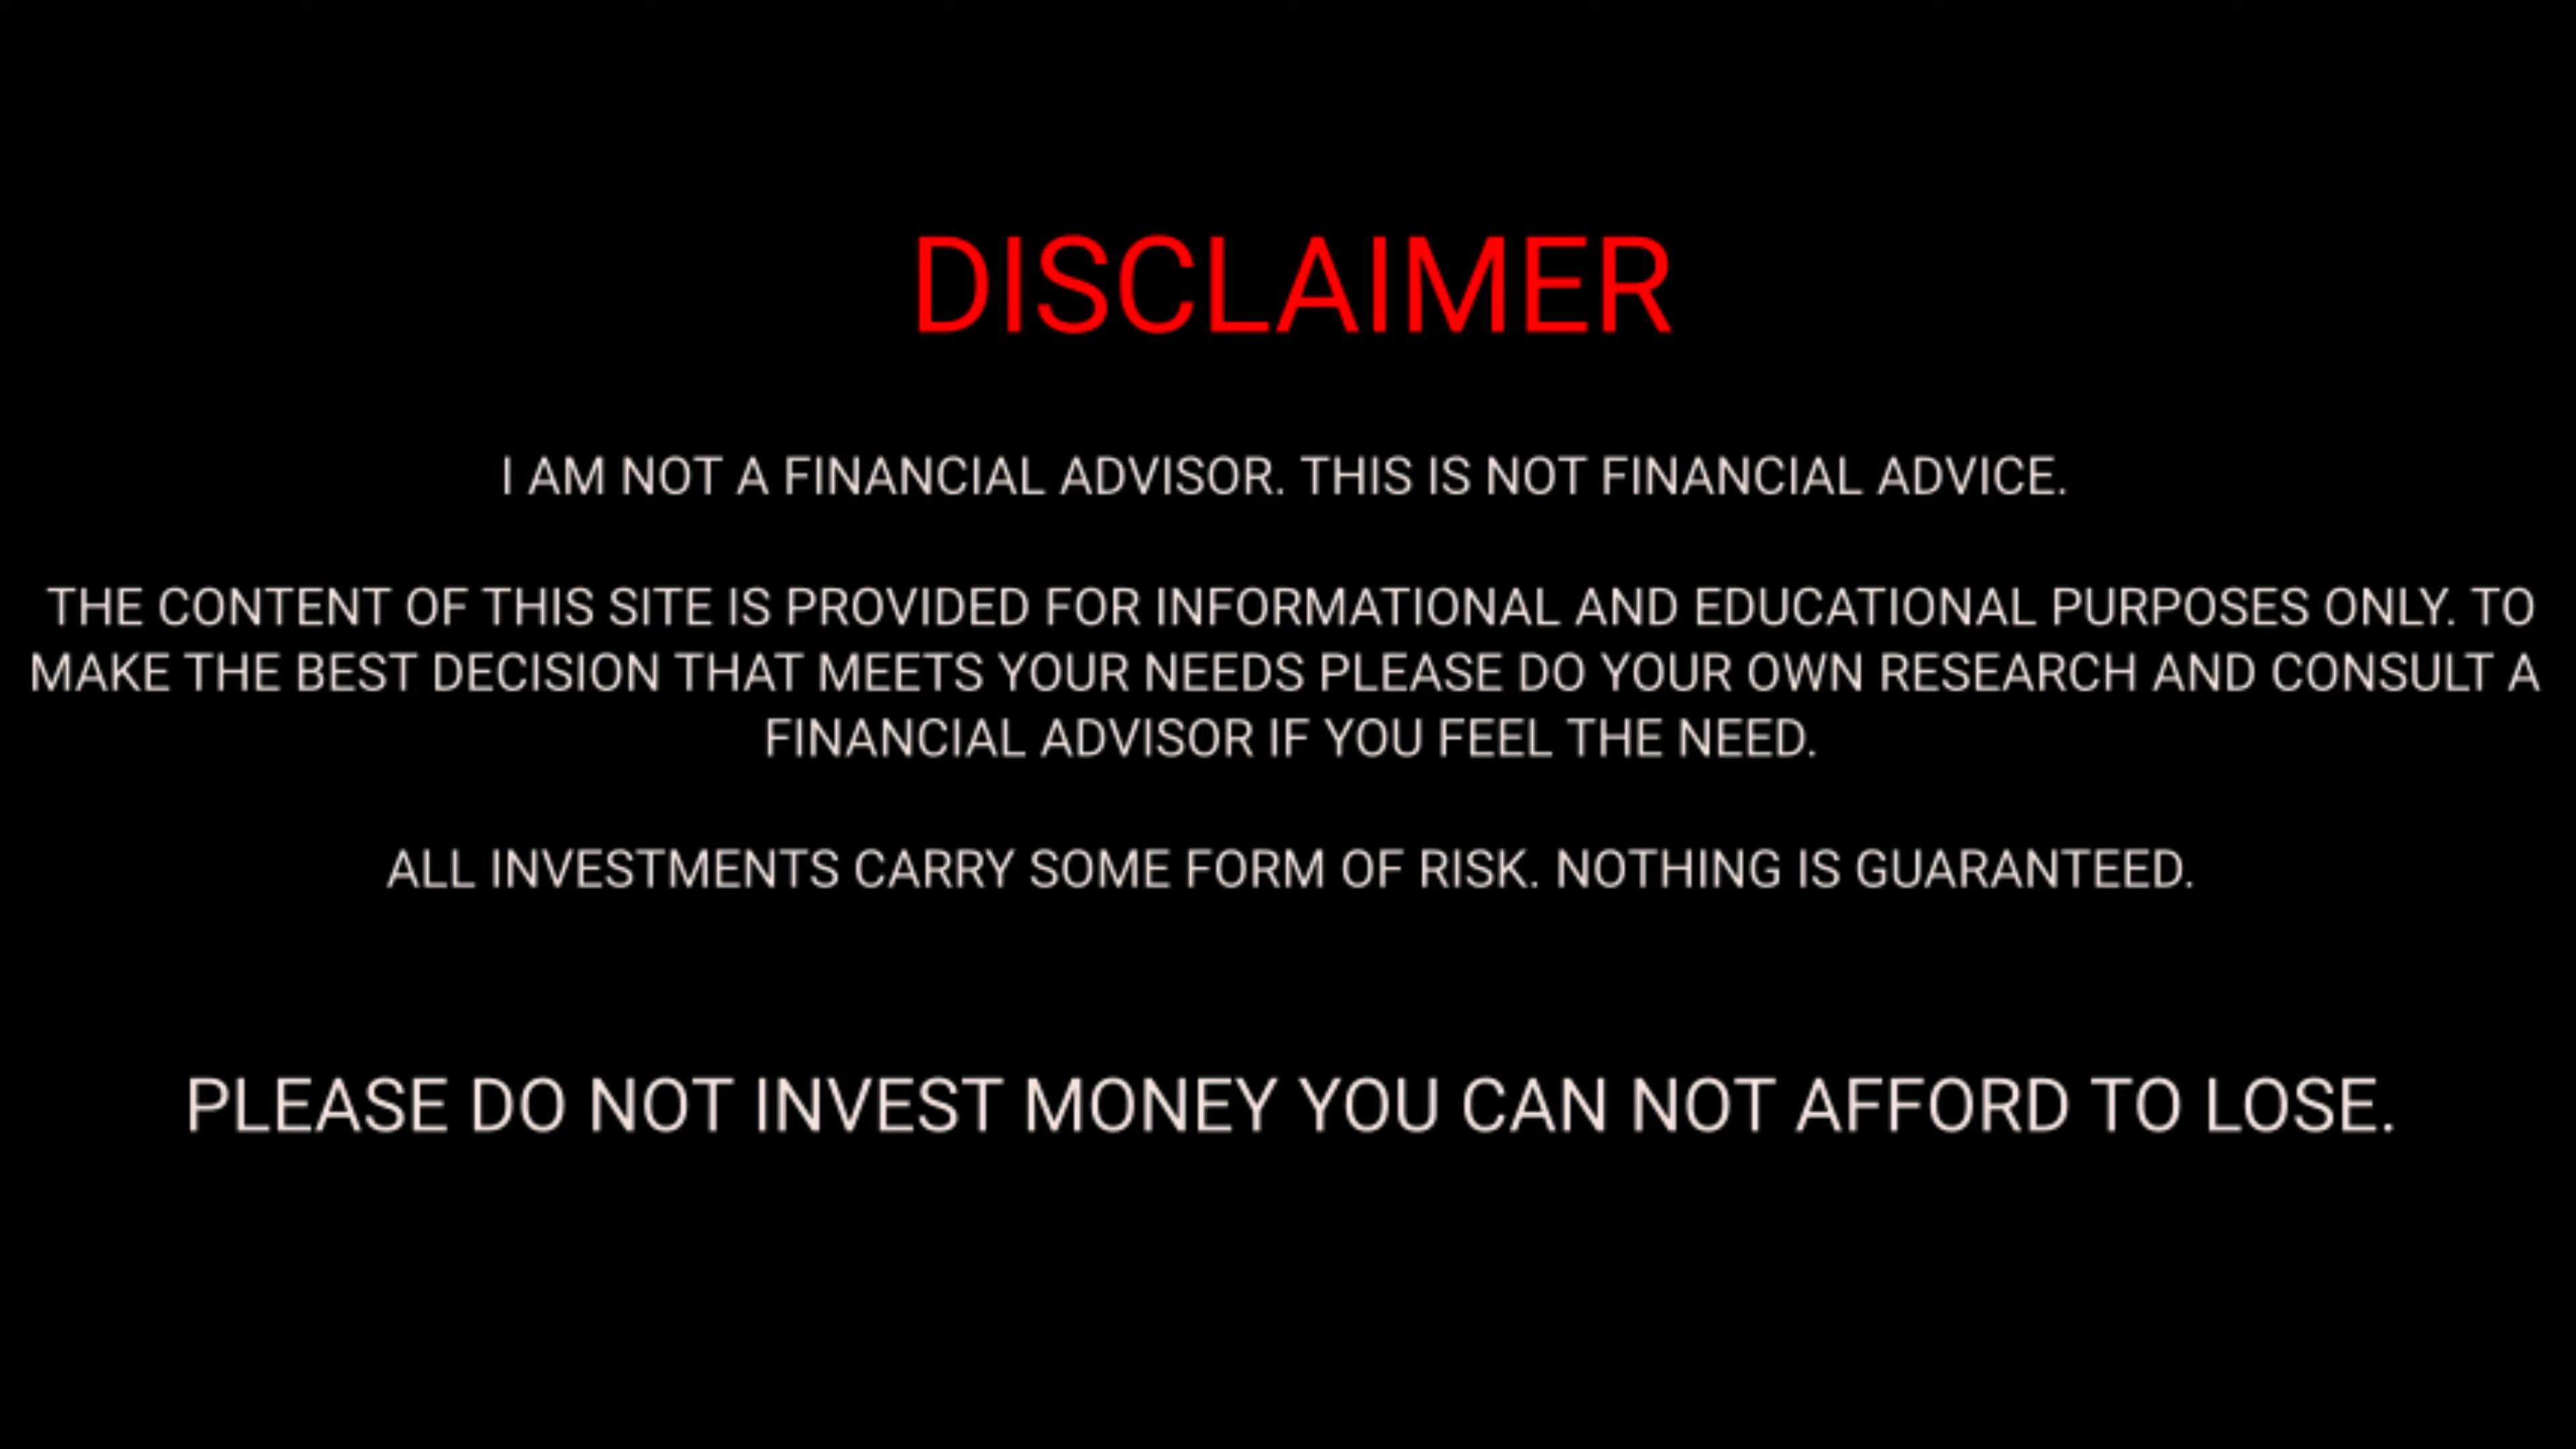 DISCLAIMER
I AM NOT A FINANCIAL ADVISOR. THIS IS NOT FINANCIAL ADVICE.
THE CONTENT OF THIS SITE IS PROVIDED FOR INFORMATIONAL AND EDUCATIONAL PURPOSES ONLY. TO
MAKE THE BEST DECISION THAT MEETS YOUR NEEDS PLEASE DO YOUR OWN RESEARCH AND CONSULT A
FINANCIAL ADVISOR IF YOU FEEL THE NEED.
ALL INVESTMENTS CARRY SOME FORM OF RISK. NOTHING IS GUARANTEED.
PLEASE DO NOT INVEST MONEY YOU CAN NOT AFFORD TO LOSE.